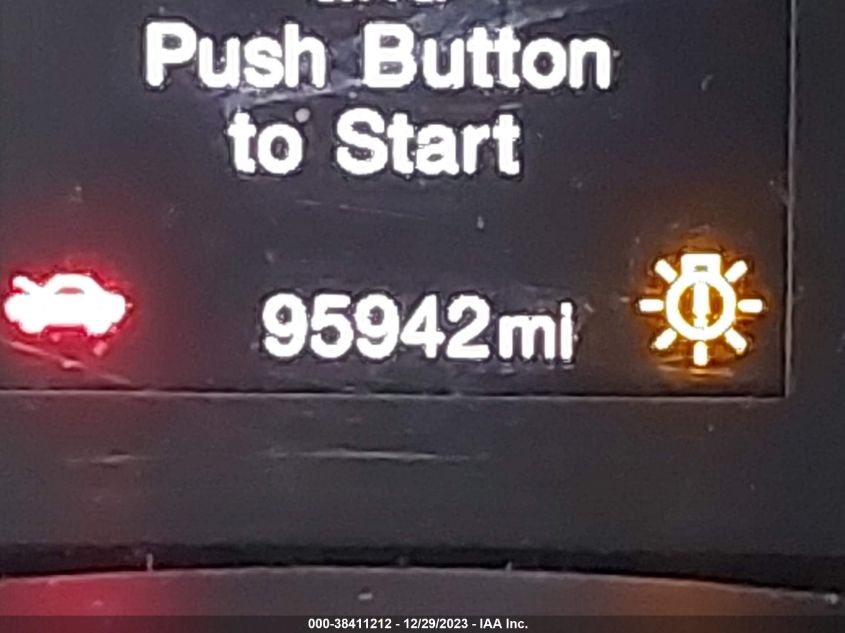 Push Button
to Start
95942mi
000-38411212 - 12/29/2023 - IAA Inc.